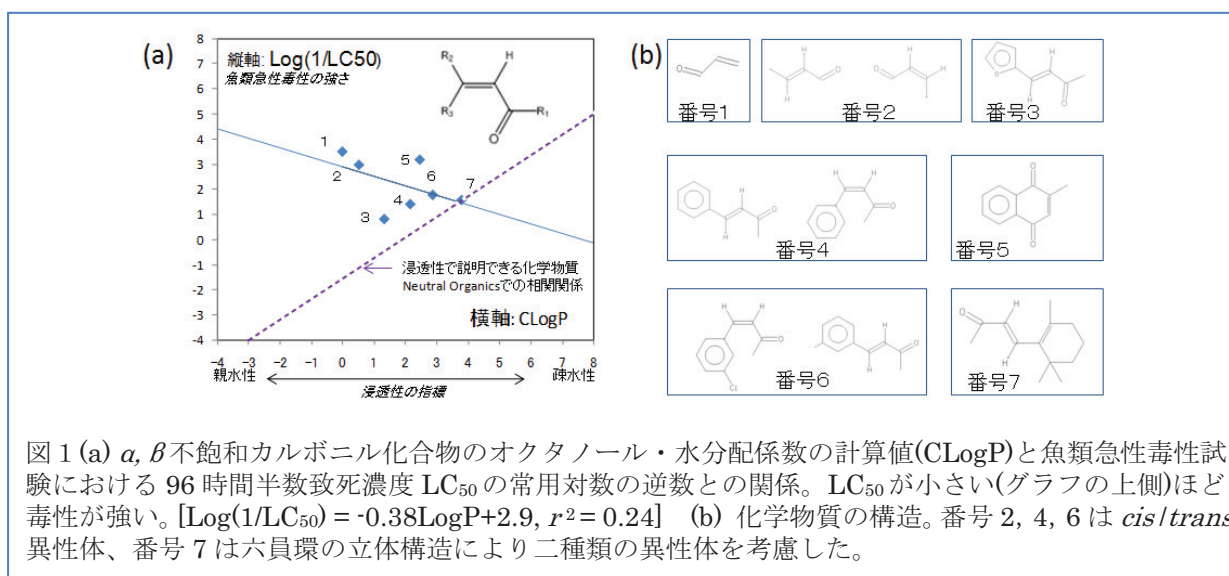 (a)
8
7
6
5
4
3
2
1
0
-1
-2
-3
-4
縦軸: Log(1/LC50)
魚類急性毒性の強さ
R2
H
R3
R1
O
1
2
3
4
5
6
7
浸透性で説明できる化学物質
Neutral Organicsでの相関関係
横軸: CLogP
-4 -3 -2 -1 0 1 2 3 4 5 6 7 8
親水性
疎水性
浸透性の指標
(b)
O
番号1
H
O
H
H
O
H
番号2
O
H
H
O
番号3
H
O
H
H H
O
番号4
O
O
番号5
H H
O
Cl
H
O
H
番号6
O
H
H
番号7
図1 (a) α, β不飽和カルボニル化合物のオクタノール・水分配係数の計算値(CLogP)と魚類急性毒性試
験における 96 時間半数致死濃度 LC50 の常用対数の逆数との関係。LC50 が小さい(グラフの上側)ほど
毒性が強い。[Log(1/LC50) = -0.38LogP+2.9, r2 = 0.24] (b) 化学物質の構造。番号 2, 4, 6 は cis/trans
異性体、番号 7 は六員環の立体構造により二種類の異性体を考慮した。